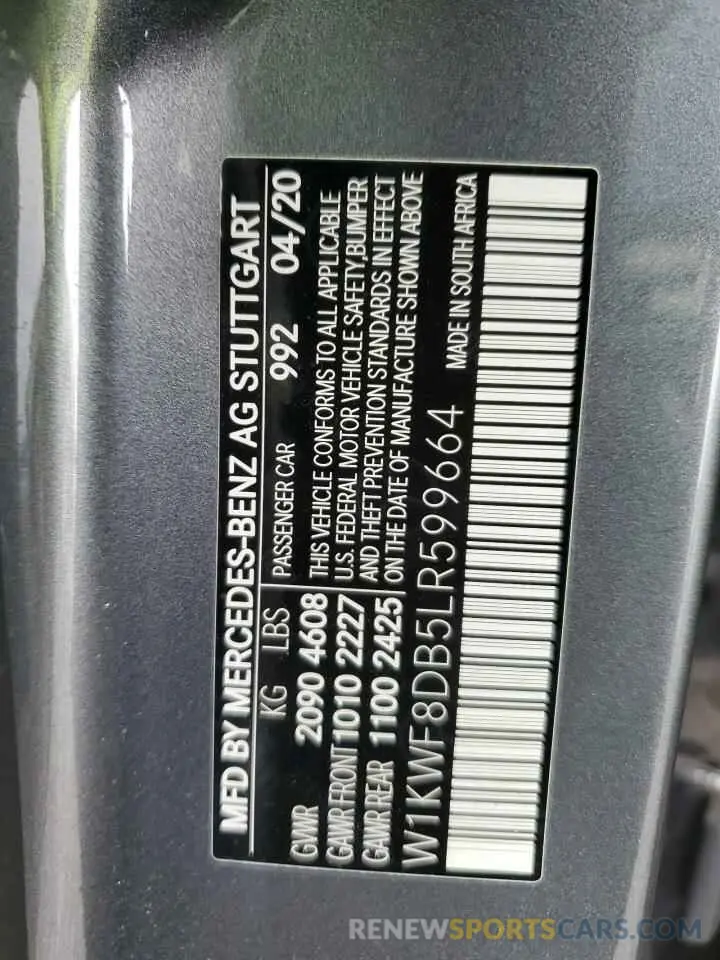 MFD BY MERCEDES-BENZ AG STUTTGART
KG LBS PASSENGER CAR 992 04/20
GVWR 2090 4608 THIS VEHICLE CONFORMS TO ALL APPLICABLE
GAWR FRONT 1010 2227 U.S. FEDERAL MOTOR VEHICLE SAFETY,BUMPER
GAWR REAR 1100 2425 AND THEFT PREVENTION STANDARDS IN EFFECT
ON THE DATE OF MANUFACTURE SHOWN ABOVE
W1KWF8DB5LR599664 MADE IN SOUTH AFRICA
RENEWSPORTSCARS.COM